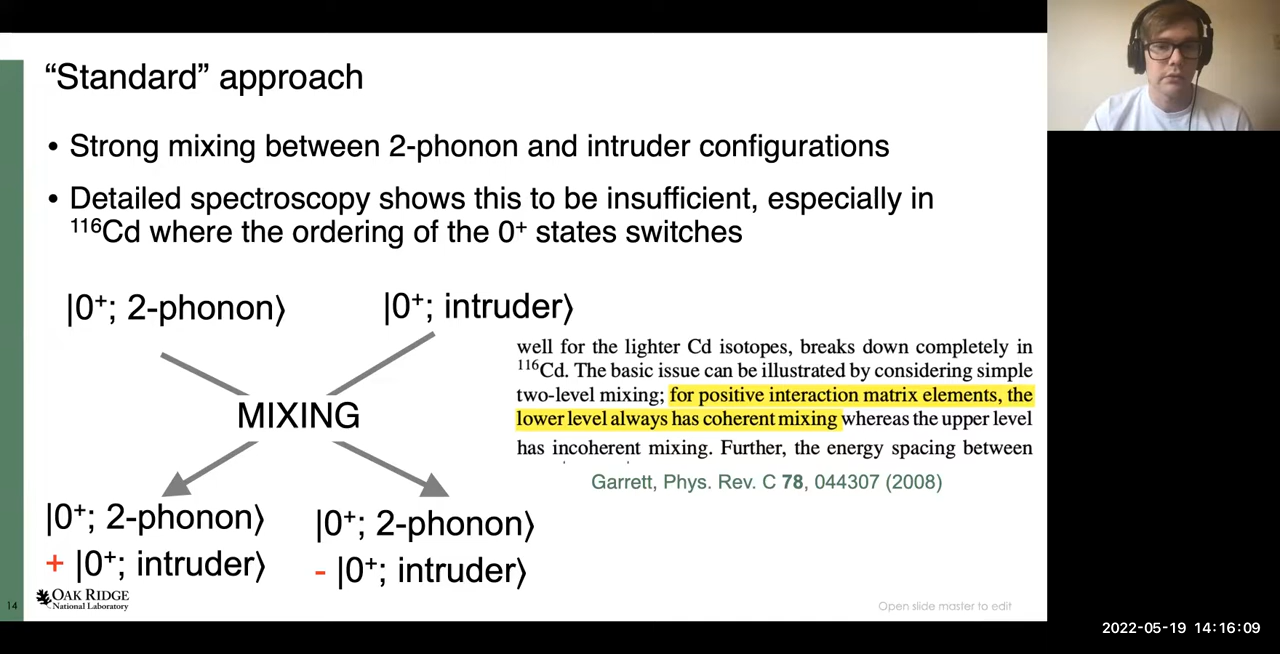 “Standard” approach
• Strong mixing between 2-phonon and intruder configurations
• Detailed spectroscopy shows this to be insufficient, especially in
¹¹⁶Cd where the ordering of the 0⁺ states switches
|0⁺; 2-phonon⟩
|0⁺; intruder⟩
well for the lighter Cd isotopes, breaks down completely in
¹¹⁶Cd. The basic issue can be illustrated by considering simple
two-level mixing; for positive interaction matrix elements, the
lower level always has coherent mixing whereas the upper level
has incoherent mixing. Further, the energy spacing between
Garrett, Phys. Rev. C 78, 044307 (2008)
MIXING
|0⁺; 2-phonon⟩
+ |0⁺; intruder⟩
|0⁺; 2-phonon⟩
- |0⁺; intruder⟩
14
OAK RIDGE
National Laboratory
Open slide master to edit
2022-05-19 14:16:09